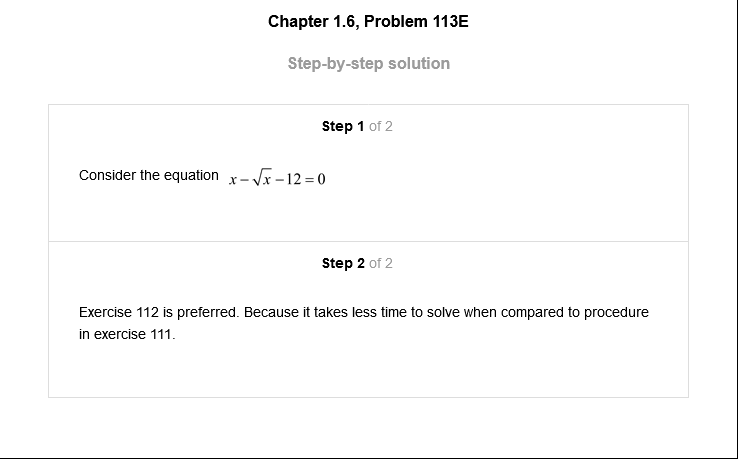 Chapter 1.6, Problem 113E
Step-by-step solution
Step 1 of 2
Consider the equation x − √x − 12 = 0
Step 2 of 2
Exercise 112 is preferred. Because it takes less time to solve when compared to procedure
in exercise 111.